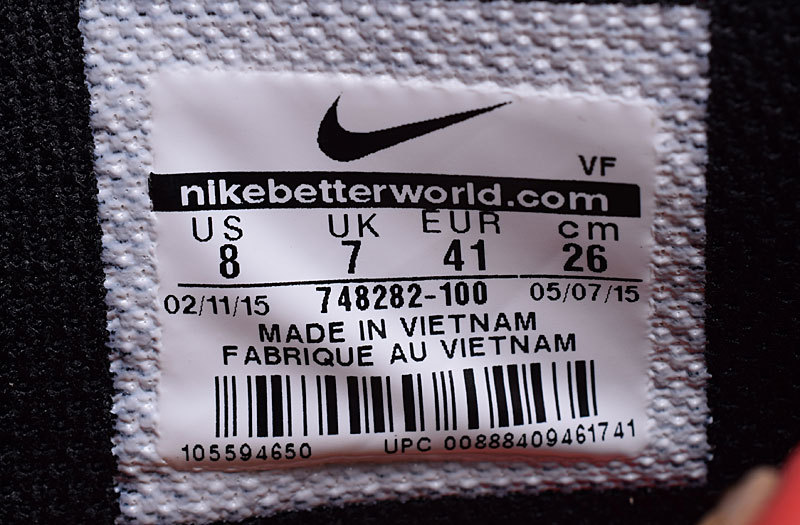 VF
nikebetterworld.com
US UK EUR cm
8 7 41 26
02/11/15 748282-100 05/07/15
MADE IN VIETNAM
FABRIQUE AU VIETNAM
105594650 UPC 00888409461741